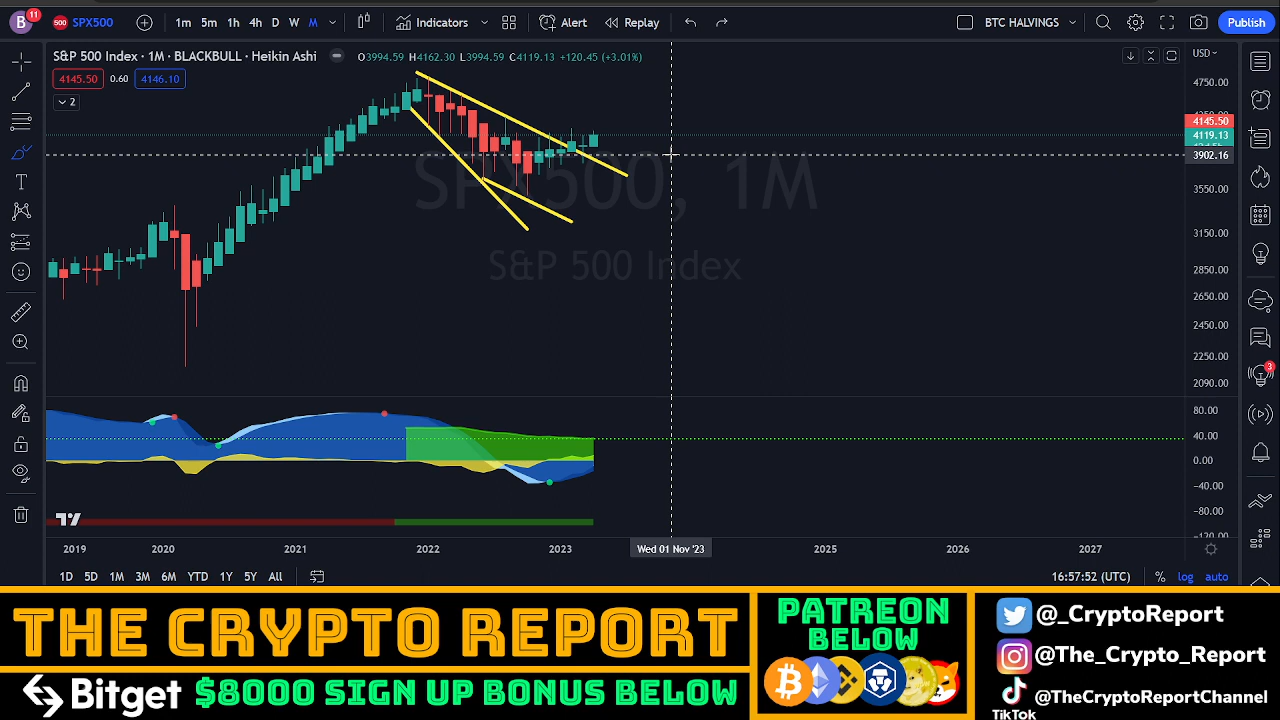 B 11 500 SPX500 1m 5m 1h 4h D W M Indicators Alert Replay BTC HALVINGS Publish
S&P 500 Index · 1M · BLACKBULL · Heikin Ashi O3994.59 H4162.30 L3994.59 C4119.13 +120.45 (+3.01%) USD
4145.50 0.60 4146.10
2
4750.00
4145.50
4119.13
3902.16
3550.00
3150.00
2850.00
2650.00
2450.00
2250.00
2090.00
SPX500, 1M
S&P 500 Index
80.00
40.00
0.00
−40.00
−80.00
−120.00
3
2019 2020 2021 2022 2023 Wed 01 Nov '23 2025 2026 2027
1D 5D 1M 3M 6M YTD 1Y 5Y All 16:57:52 (UTC) % log auto
THE CRYPTO REPORT
Bitget $8000 SIGN UP BONUS BELOW
PATREON
BELOW
@_CryptoReport
@The_Crypto_Report
@TheCryptoReportChannel
TikTok